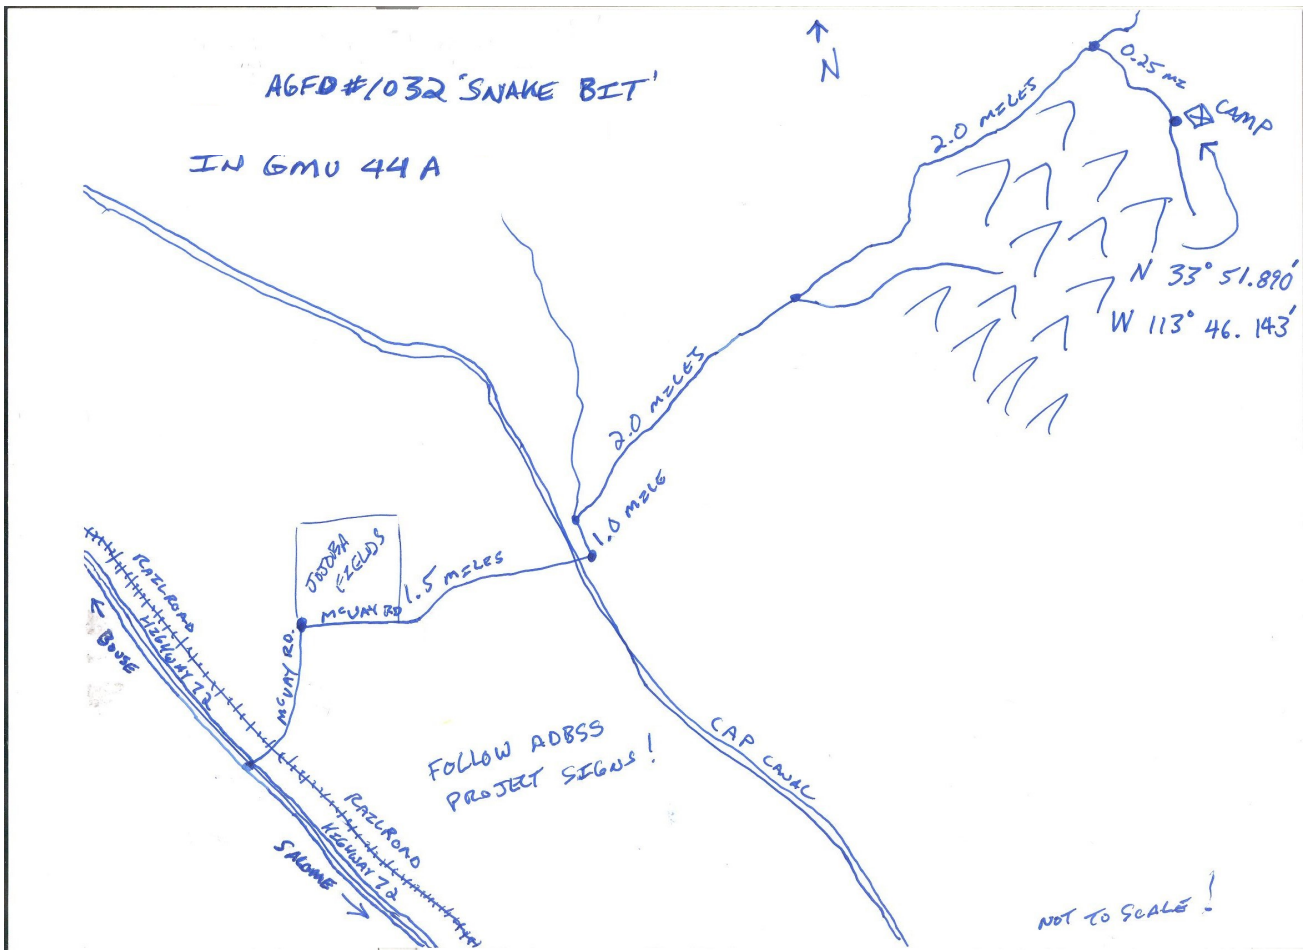 AGFD #1032 'SNAKE BIT'
IN GMU 44A
N
0.25 MI
CAMP
2.0 MILES
N 33° 51.890'
W 113° 46.143'
2.0 MILES
1.0 MILE
JOJOBA
FIELDS
1.5 MILES
McVAY RD
McVAY RD.
RAILROAD
HIGHWAY 72
BOUSE
FOLLOW ADBSS
PROJECT SIGNS!
CAP CANAL
RAILROAD
HIGHWAY 72
SALOME
NOT TO SCALE!